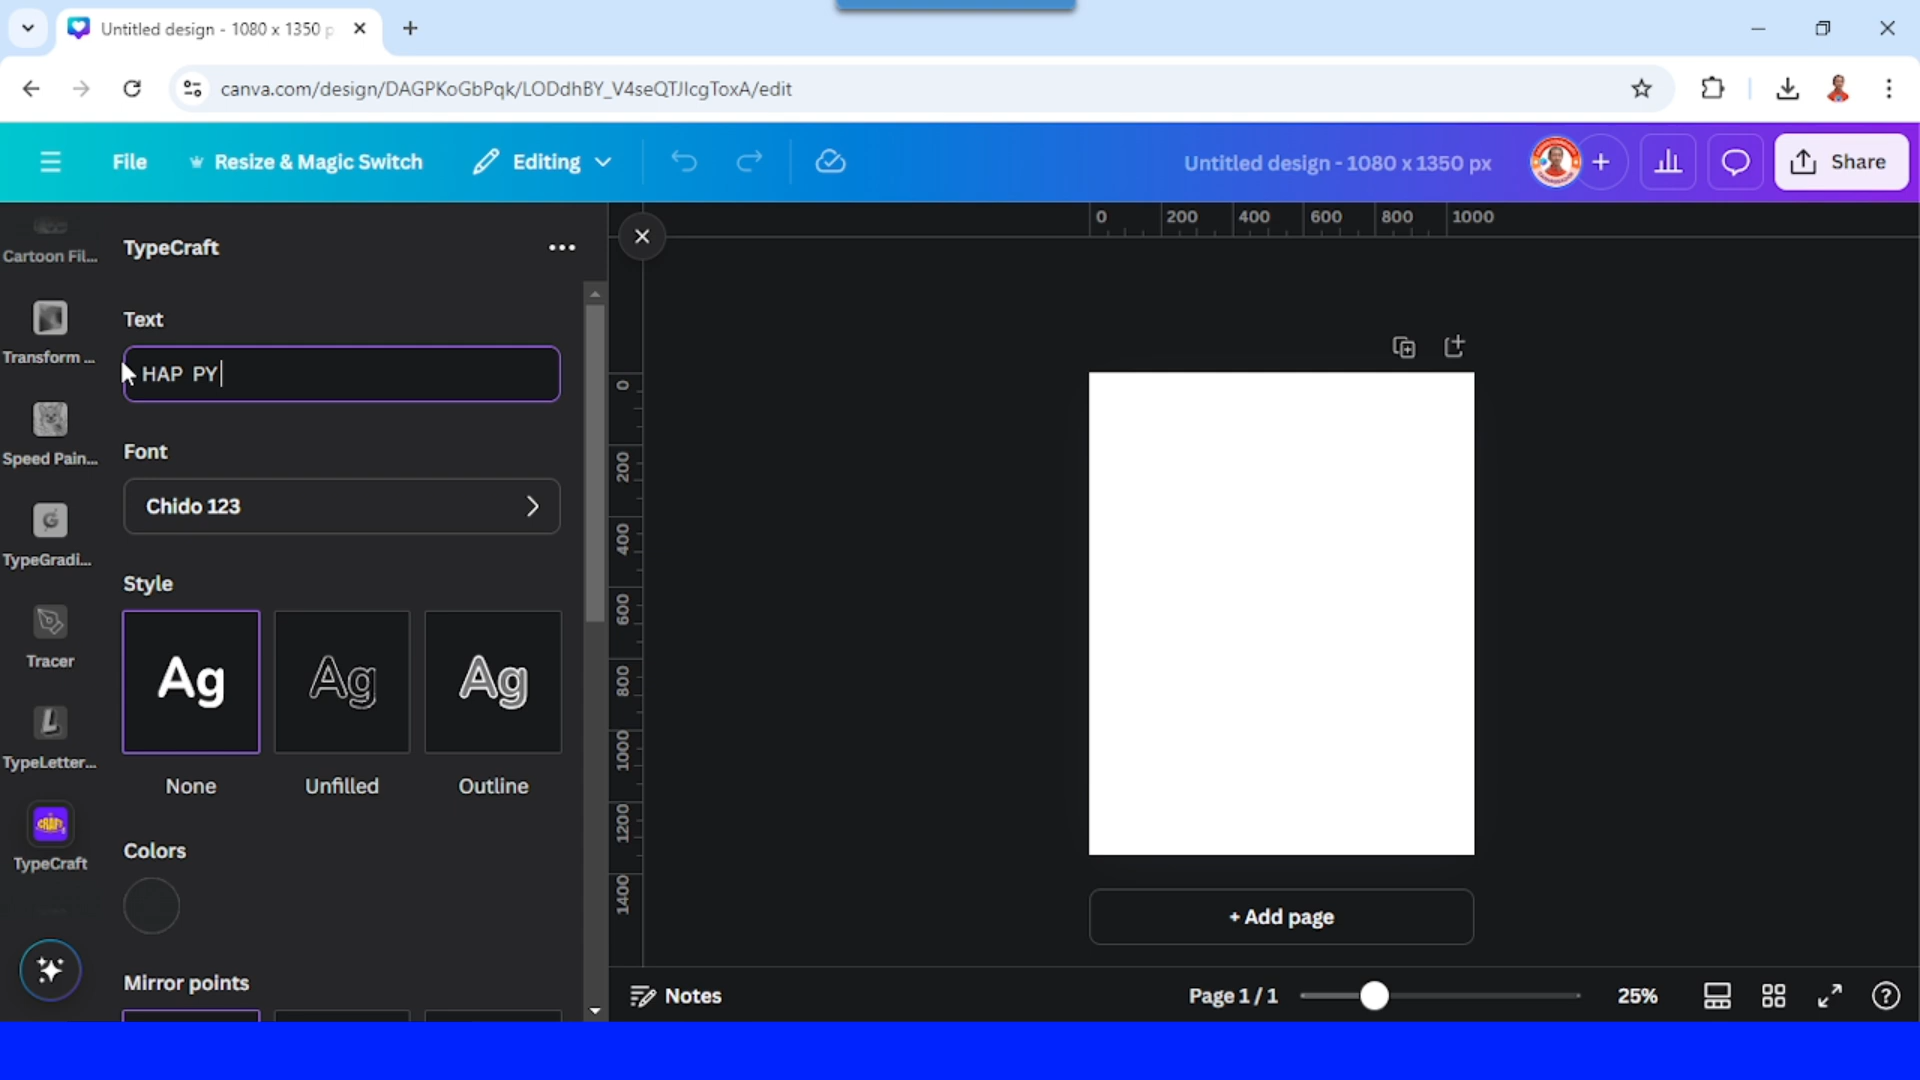 Untitled design - 1080 x 1350 p
canva.com/design/DAGPKoGbPqk/LODdhBY_V4seQTJIcgToxA/edit
File
Resize & Magic Switch
Editing
Untitled design - 1080 x 1350 px
Share
Cartoon Fil...
Transform ...
Speed Pain...
TypeGradi...
Tracer
TypeLetter...
CRAFT
TypeCraft
TypeCraft
Text
HAP  PY
Font
Chido 123
Style
Ag
Ag
Ag
None
Unfilled
Outline
Colors
Mirror points
0 200 400 600 800 1000
0
200
400
600
800
1000
1200
1400
+ Add page
Notes
Page 1 / 1
25%